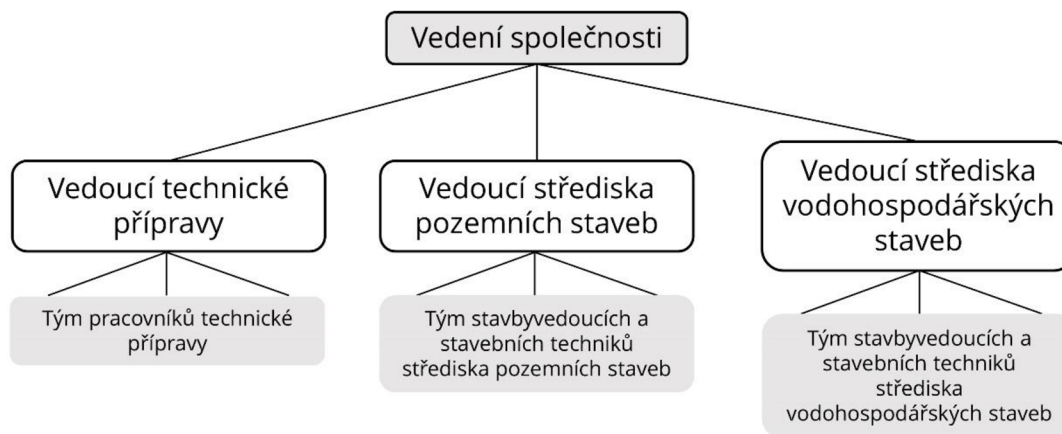 Vedení společnosti
Vedoucí technické
přípravy
Vedoucí střediska
pozemních staveb
Vedoucí střediska
vodohospodářských
staveb
Tým pracovníků technické
přípravy
Tým stavbyvedoucích a
stavebních techniků
střediska pozemních staveb
Tým stavbyvedoucích a
stavebních techniků
střediska
vodohospodářských staveb